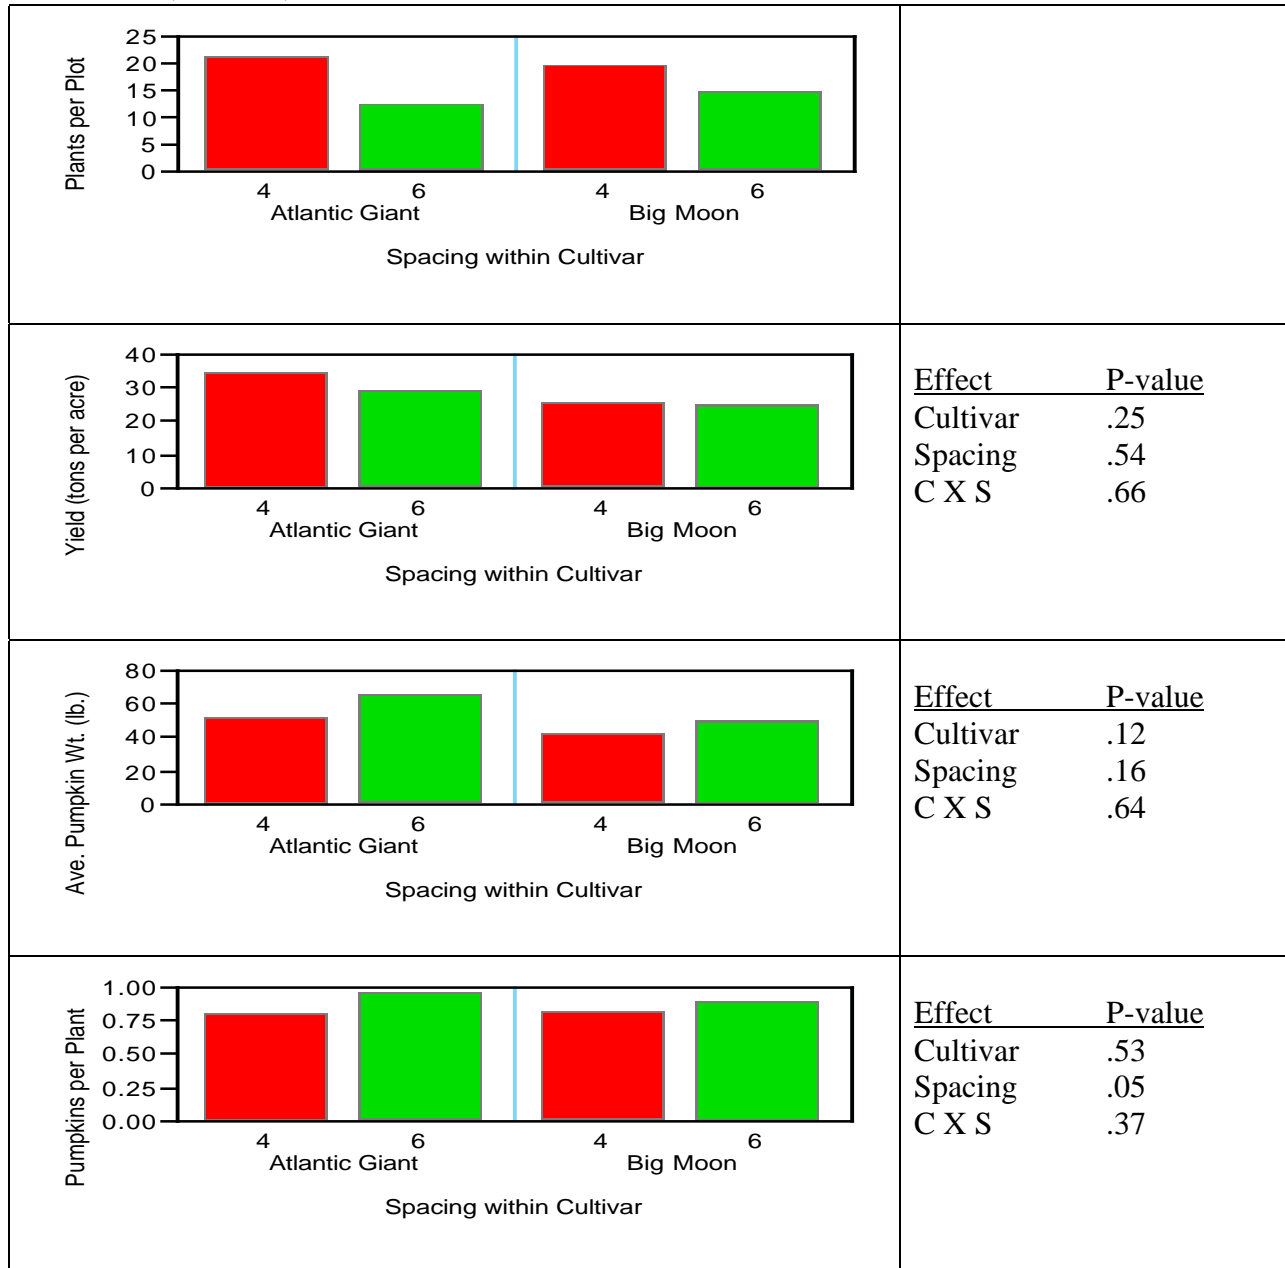 Plants per Plot
25
20
15
10
5
0
4 6 4 6
Atlantic Giant Big Moon
Spacing within Cultivar
Yield (tons per acre)
40
30
20
10
0
4 6 4 6
Atlantic Giant Big Moon
Spacing within Cultivar
Effect P-value
Cultivar .25
Spacing .54
C X S .66
Ave. Pumpkin Wt. (lb.)
80
60
40
20
0
4 6 4 6
Atlantic Giant Big Moon
Spacing within Cultivar
Effect P-value
Cultivar .12
Spacing .16
C X S .64
Pumpkins per Plant
1.00
0.75
0.50
0.25
0.00
4 6 4 6
Atlantic Giant Big Moon
Spacing within Cultivar
Effect P-value
Cultivar .53
Spacing .05
C X S .37